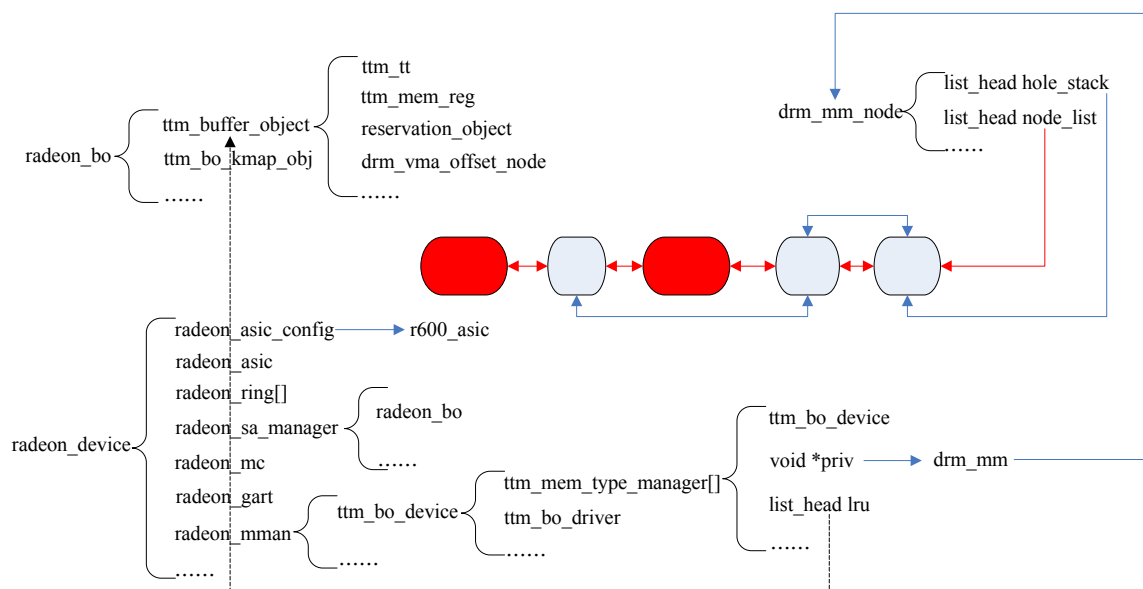 ttm_tt
ttm_mem_reg
ttm_buffer_object
reservation_object
radeon_bo
ttm_bo_kmap_obj
drm_vma_offset_node
……
……
list_head hole_stack
drm_mm_node
list_head node_list
……
radeon_asic_config
r600_asic
radeon_asic
radeon_ring[]
radeon_device
radeon_sa_manager
radeon_bo
……
radeon_mc
radeon_gart
radeon_mman
ttm_bo_device
……
……
ttm_mem_type_manager[]
ttm_bo_driver
……
ttm_bo_device
void *priv
drm_mm
list_head lru
……